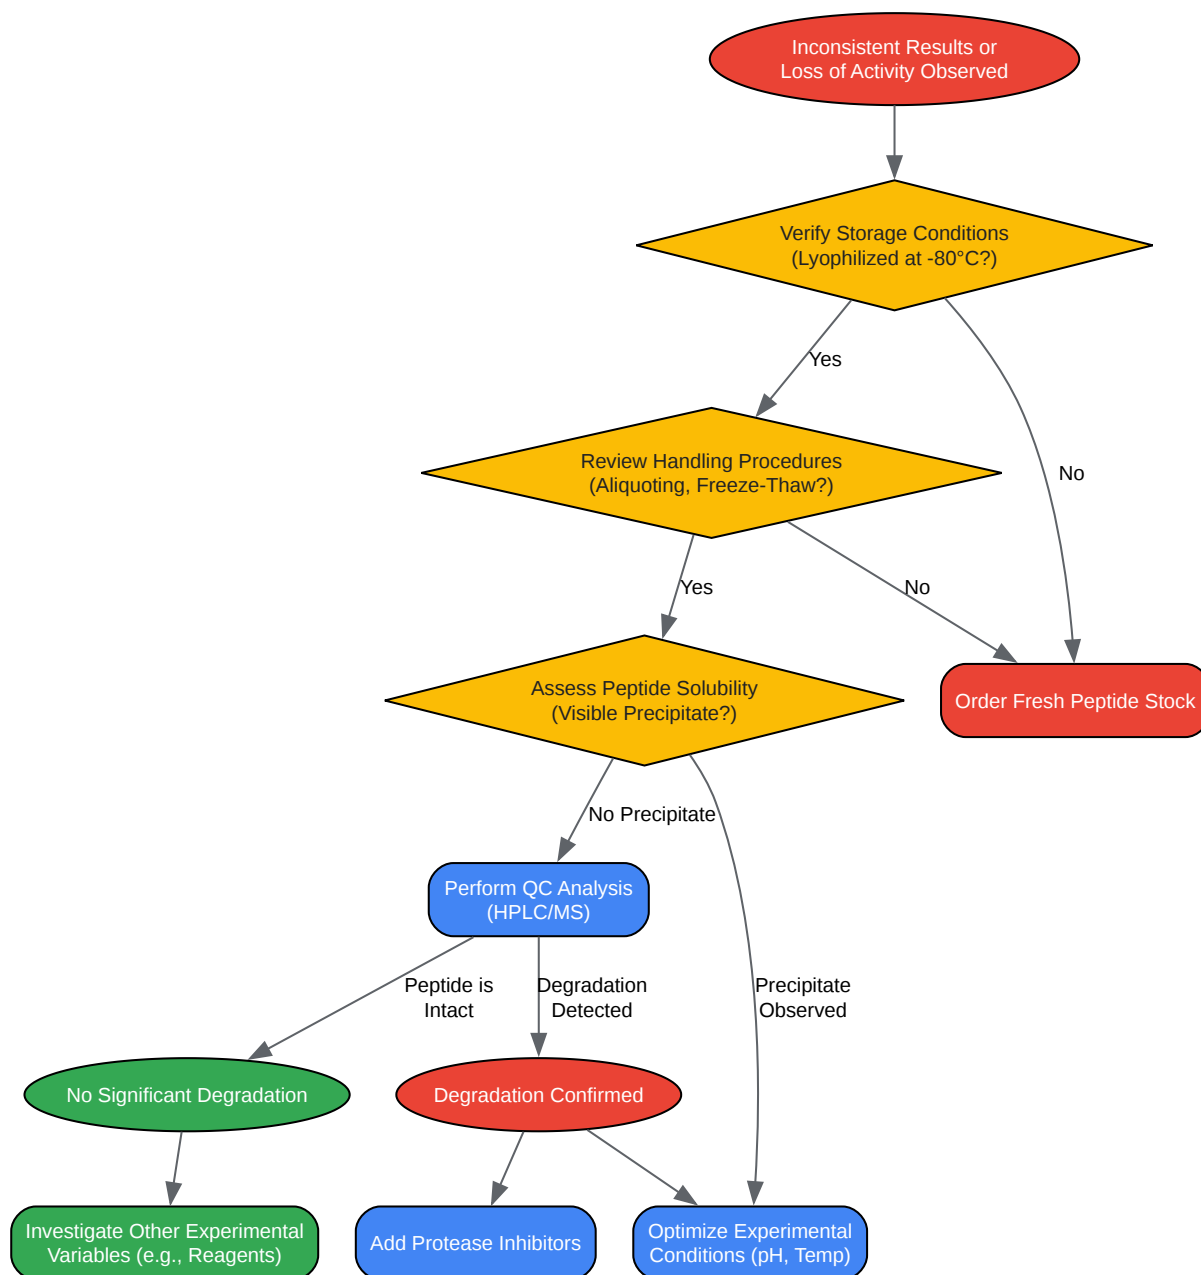 Inconsistent Results or
Loss of Activity Observed
Verify Storage Conditions
(Lyophilized at -80°C?)
Yes
No
Review Handling Procedures
(Aliquoting, Freeze-Thaw?)
Yes
No
Assess Peptide Solubility
(Visible Precipitate?)
Order Fresh Peptide Stock
No Precipitate
Perform QC Analysis
(HPLC/MS)
Peptide is
Intact
Degradation
Detected
Precipitate
Observed
No Significant Degradation
Degradation Confirmed
Investigate Other Experimental
Variables (e.g., Reagents)
Add Protease Inhibitors
Optimize Experimental
Conditions (pH, Temp)